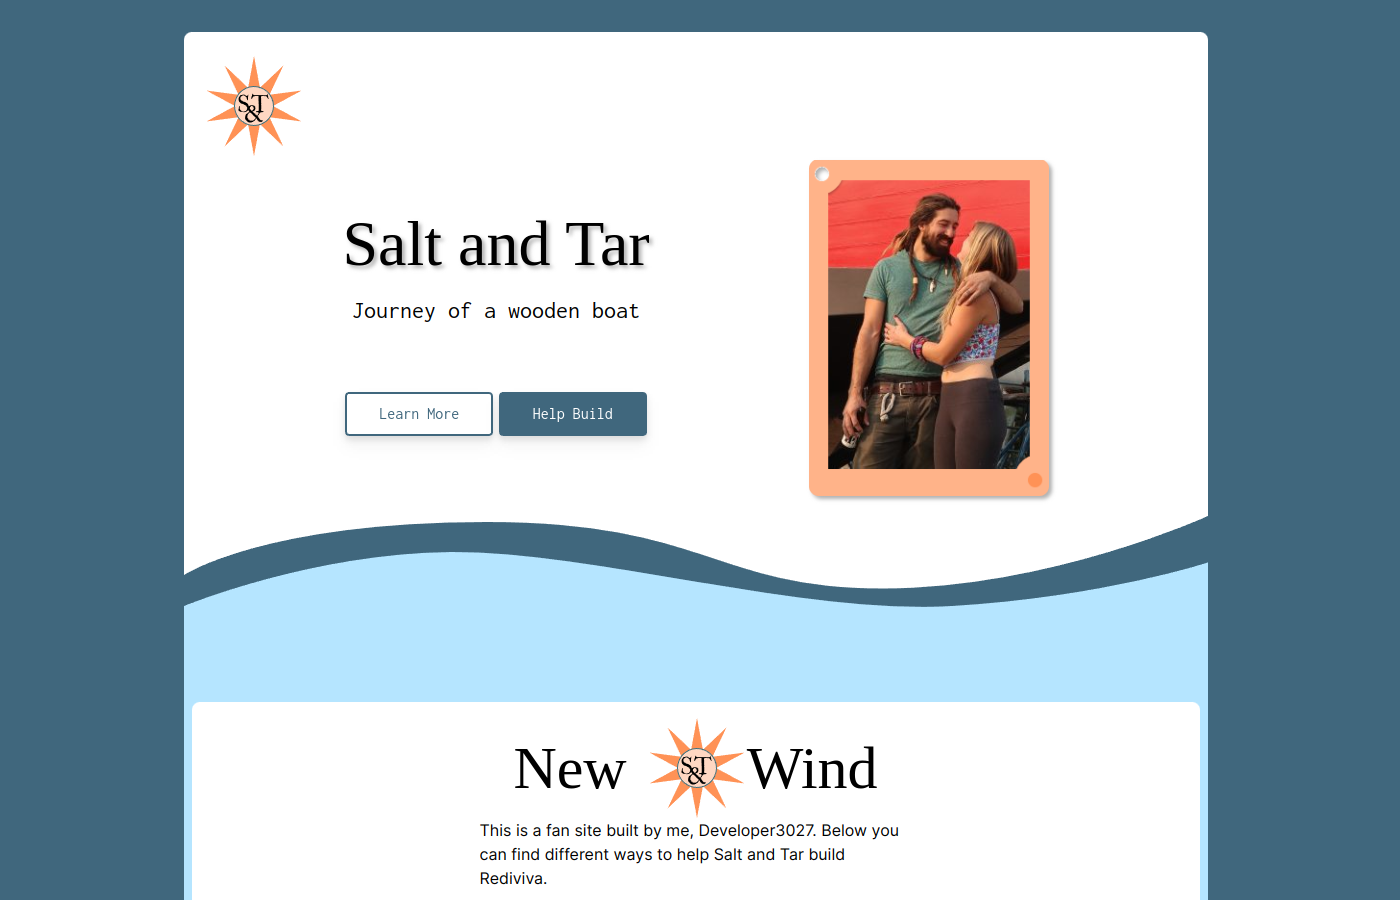 S&T
Salt and Tar
Journey of a wooden boat
Learn More
Help Build
New S&T Wind
This is a fan site built by me, Developer3027. Below you
can find different ways to help Salt and Tar build
Rediviva.